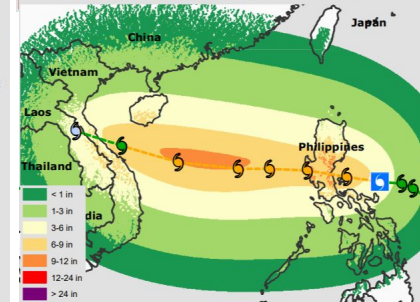 Japan
China
Vietnam
Laos
Philippines
Thailand
dia
< 1 in
1-3 in
3-6 in
6-9 in
9-12 in
12-24 in
> 24 in